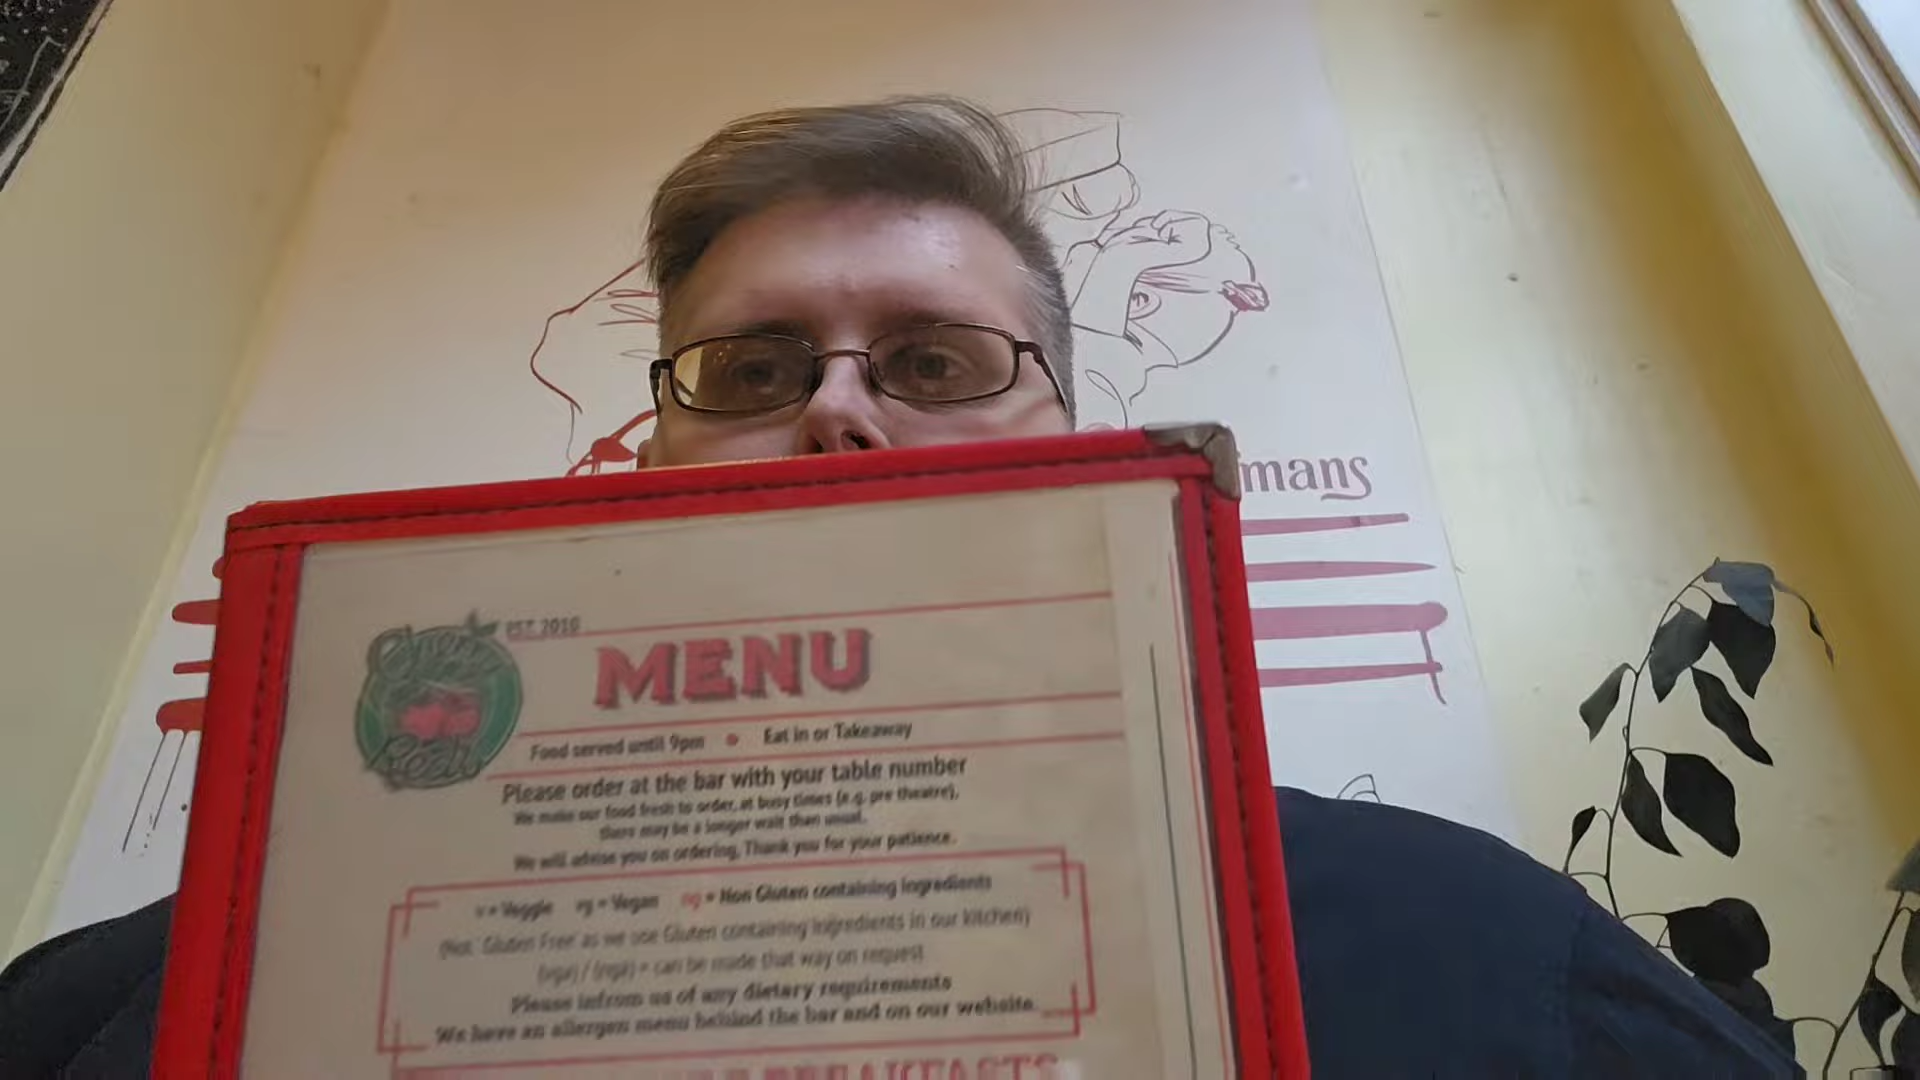 mans
EST. 2010
MENU
Food served until 9pm • Eat in or Takeaway
Please order at the bar with your table number
We make our food fresh to order, at busy times (e.g. pre theatre),
there may be a longer wait than usual.
We will advise you on ordering. Thank you for your patience.
v = Veggie vg = Vegan ng = Non Gluten containing ingredients
(Not 'Gluten Free' as we use Gluten containing ingredients in our kitchen)
(vga) / (nga) = can be made that way on request
Please infrom us of any dietary requirements
We have an allergen menu behind the bar and on our website.
BREAKFASTS